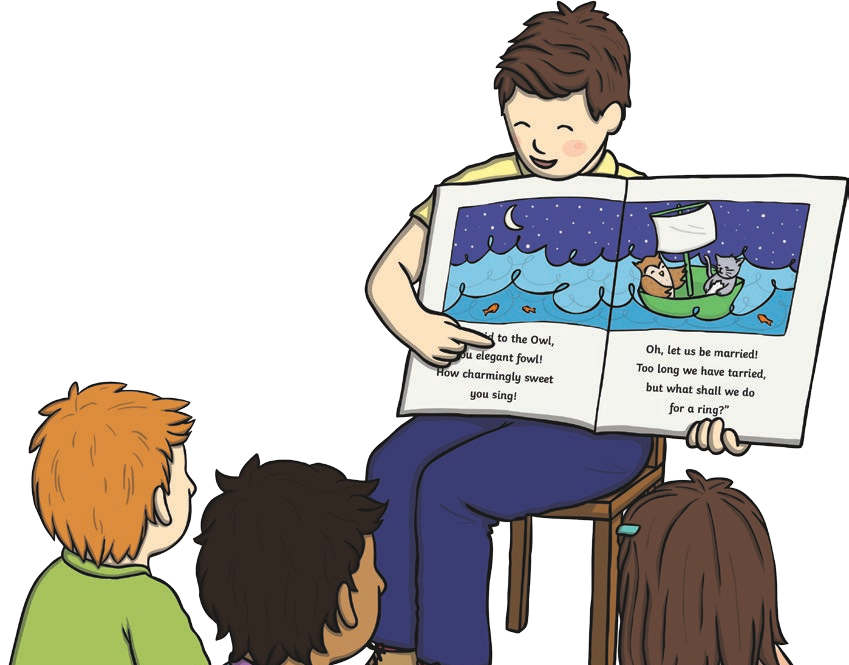 to the Owl,
elegant fowl!
How charmingly sweet
you sing!
Oh, let us be married!
Too long we have tarried,
but what shall we do
for a ring?"